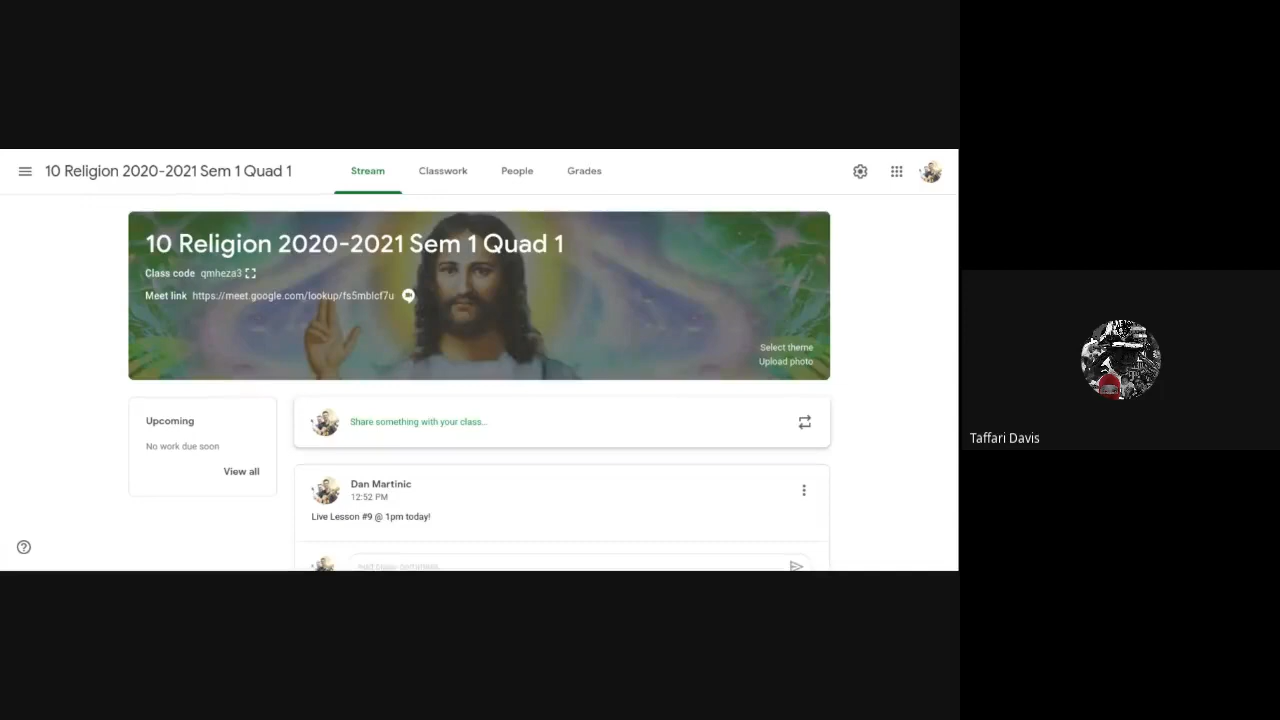 10 Religion 2020-2021 Sem 1 Quad 1
Stream
Classwork
People
Grades
10 Religion 2020-2021 Sem 1 Quad 1
Class code qmheza3
Meet link https://meet.google.com/lookup/fs5mblcf7u
Select theme
Upload photo
Upcoming
No work due soon
View all
Share something with your class...
Dan Martinic
12:52 PM
Live Lesson #9 @ 1pm today!
Add class comment...
Taffari Davis